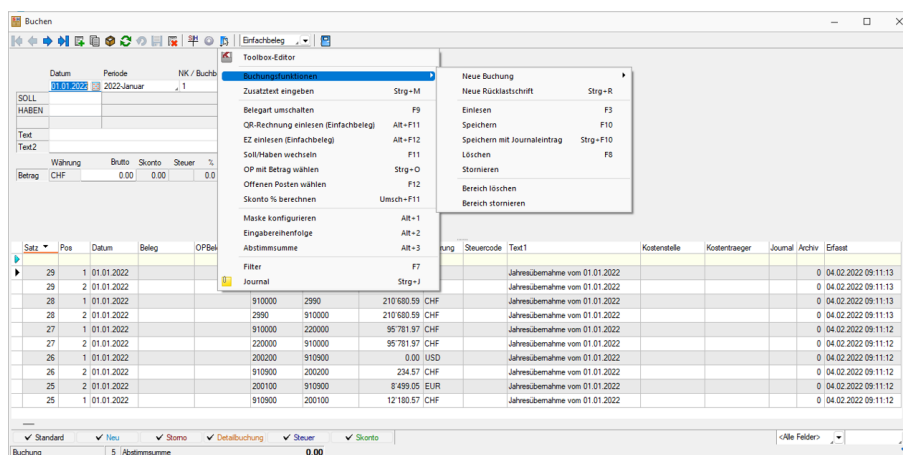 Buchen
Einfachbeleg
Toolbox-Editor
Datum Periode NK / Buchb
01.01.2022 2022-Januar 1
SOLL
HABEN
Text
Text2
Währung Brutto Skonto Steuer %
Betrag CHF 0.00 0.00 0.0
Buchungsfunktionen
Zusatztext eingeben Strg+M
Belegart umschalten F9
QR-Rechnung einlesen (Einfachbeleg) Alt+F11
EZ einlesen (Einfachbeleg) Alt+F12
Soll/Haben wechseln F11
OP mit Betrag wählen Strg+O
Offenen Posten wählen F12
Skonto % berechnen Umsch+F11
Maske konfigurieren Alt+1
Eingabereihenfolge Alt+2
Abstimmsumme Alt+3
Filter F7
Journal Strg+J
Neue Buchung
Neue Rücklastschrift Strg+R
Einlesen F3
Speichern F10
Speichern mit Journaleintrag Strg+F10
Löschen F8
Stornieren
Bereich löschen
Bereich stornieren
Satz Pos Datum Beleg OPBel rung Steuercode Text1 Kostenstelle Kostentraeger Journal Archiv Erfasst
29 1 01.01.2022 Jahresübernahme vom 01.01.2022 0 04.02.2022 09:11:13
29 2 01.01.2022 Jahresübernahme vom 01.01.2022 0 04.02.2022 09:11:13
28 1 01.01.2022 910000 2990 210'680.59 CHF Jahresübernahme vom 01.01.2022 0 04.02.2022 09:11:13
28 2 01.01.2022 2990 910000 210'680.59 CHF Jahresübernahme vom 01.01.2022 0 04.02.2022 09:11:13
27 1 01.01.2022 910000 220000 95'781.97 CHF Jahresübernahme vom 01.01.2022 0 04.02.2022 09:11:12
27 2 01.01.2022 220000 910000 95'781.97 CHF Jahresübernahme vom 01.01.2022 0 04.02.2022 09:11:12
26 1 01.01.2022 200200 910900 0.00 USD Jahresübernahme vom 01.01.2022 0 04.02.2022 09:11:12
26 2 01.01.2022 910900 200200 234.57 CHF Jahresübernahme vom 01.01.2022 0 04.02.2022 09:11:12
25 2 01.01.2022 200100 910900 8'499.05 EUR Jahresübernahme vom 01.01.2022 0 04.02.2022 09:11:12
25 1 01.01.2022 910900 200100 12'180.57 CHF Jahresübernahme vom 01.01.2022 0 04.02.2022 09:11:12
Standard Neu Storno Detailbuchung Steuer Skonto <Alle Felder>
Buchung 5 Abstimmsumme 0.00